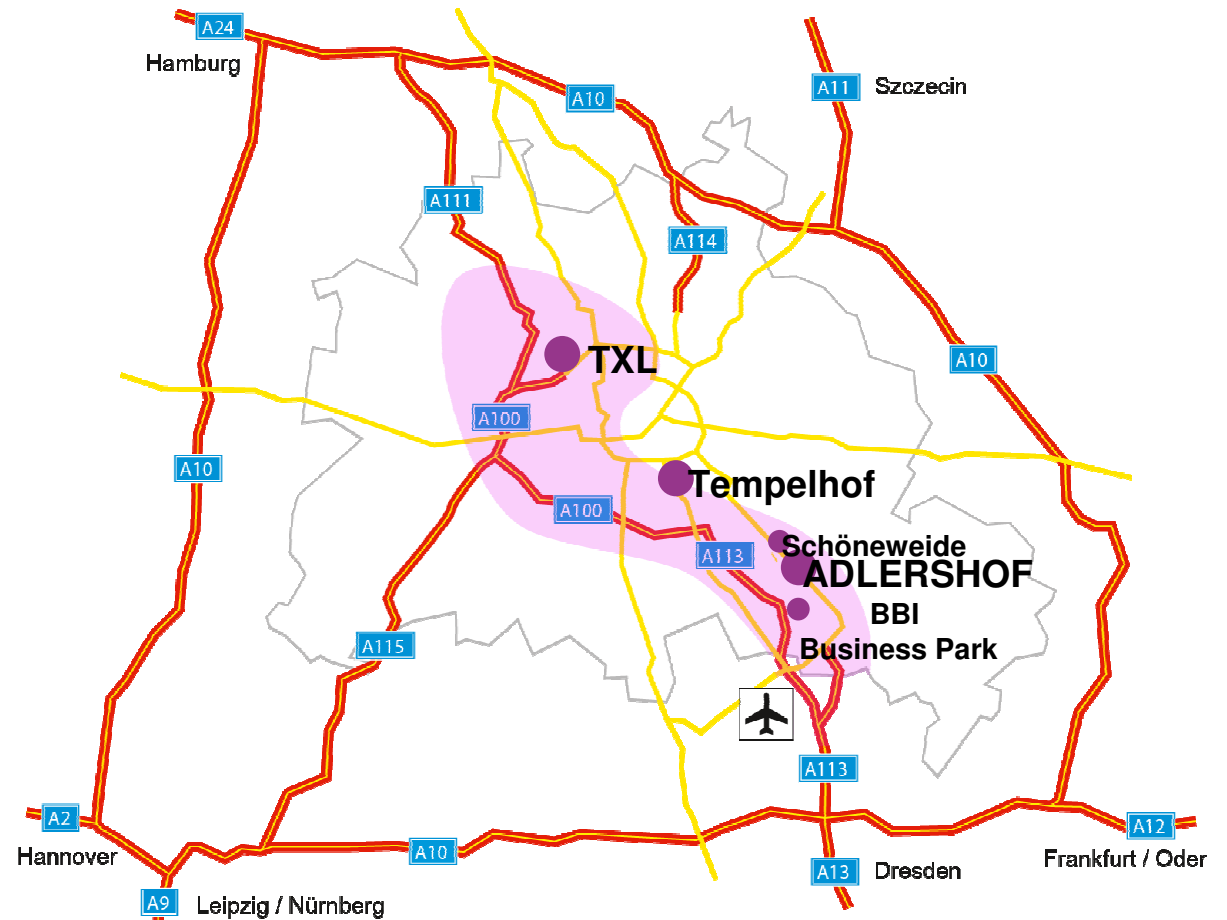 A24
Hamburg
A10
A11
Szczecin
A111
A114
TXL
A10
A100
A10
Tempelhof
A100
A113
Schöneweide
ADLERSHOF
BBI
Business Park
A115
A113
A2
Hannover
A10
A12
Frankfurt / Oder
A13
Dresden
A9
Leipzig / Nürnberg